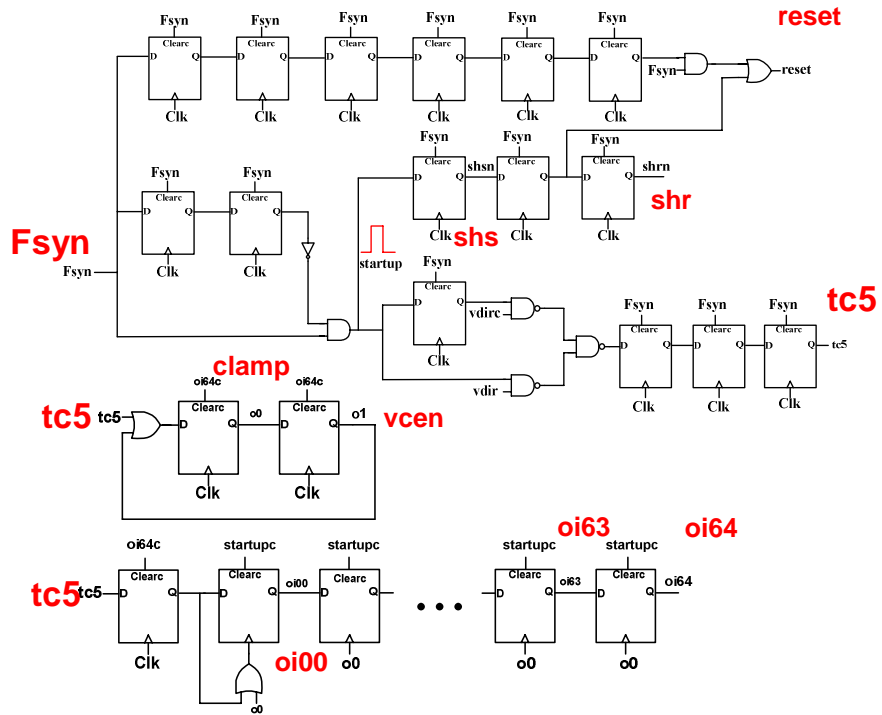 reset
Fsyn Fsyn Fsyn Fsyn Fsyn Fsyn
Clearc Clearc Clearc Clearc Clearc Clearc
D Q D Q D Q D Q D Q D Q
Fsyn
reset
Clk Clk Clk Clk Clk Clk
Fsyn Fsyn Fsyn
Clearc Clearc Clearc
D Q shsn D Q D Q shrn
shr
Fsyn Fsyn
Clearc Clearc
D Q D Q
Clk shs Clk Clk
Fsyn
startup
Fsyn
Clk Clk
Fsyn
Clearc
D Q
vdirc
Clk
tc5
Fsyn Fsyn Fsyn
Clearc Clearc Clearc
D Q D Q D Q tc5
vdir
Clk Clk Clk
clamp
oi64c oi64c
Clearc Clearc
tc5 tc5 D Q o0 D Q o1 vcen
Clk Clk
oi63 oi64
oi64c startupc startupc startupc startupc
Clearc Clearc Clearc Clearc Clearc
tc5 tc5 D Q D Q oi00 D Q • • • D Q oi63 D Q oi64
Clk oi00 o0 o0 o0
o0